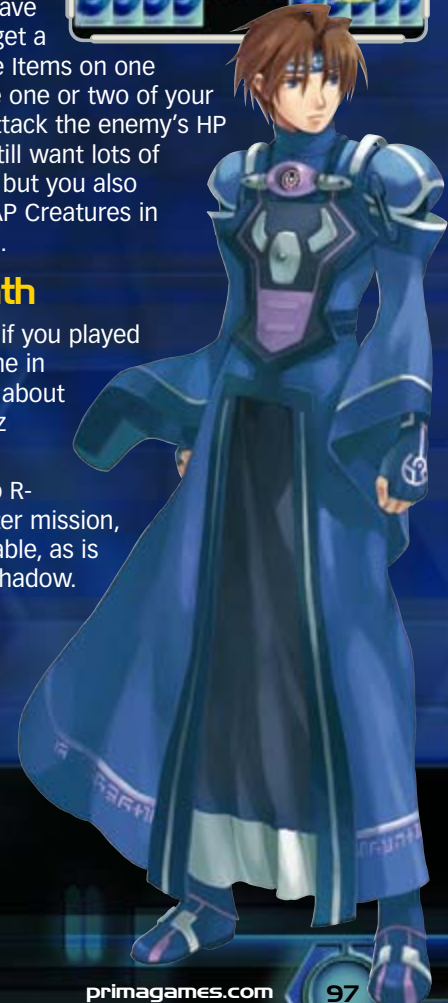 ave
get a
e Items on one
e one or two of your
ttack the enemy's HP
till want lots of
but you also
AP Creatures in
.
ath
if you played
ne in
about
z
o R-
ter mission,
able, as is
hadow.
primagames.com
97